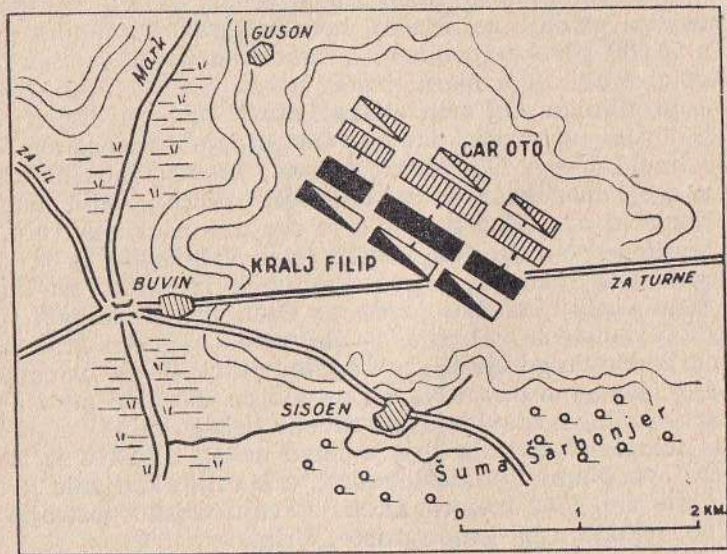 GUSON
Mark
CAR OTO
ZA LIL
KRALJ FILIP
BUVIN
ZA TURNE
SISOEN
Šuma Šarbonjer
0 1 2 KM.